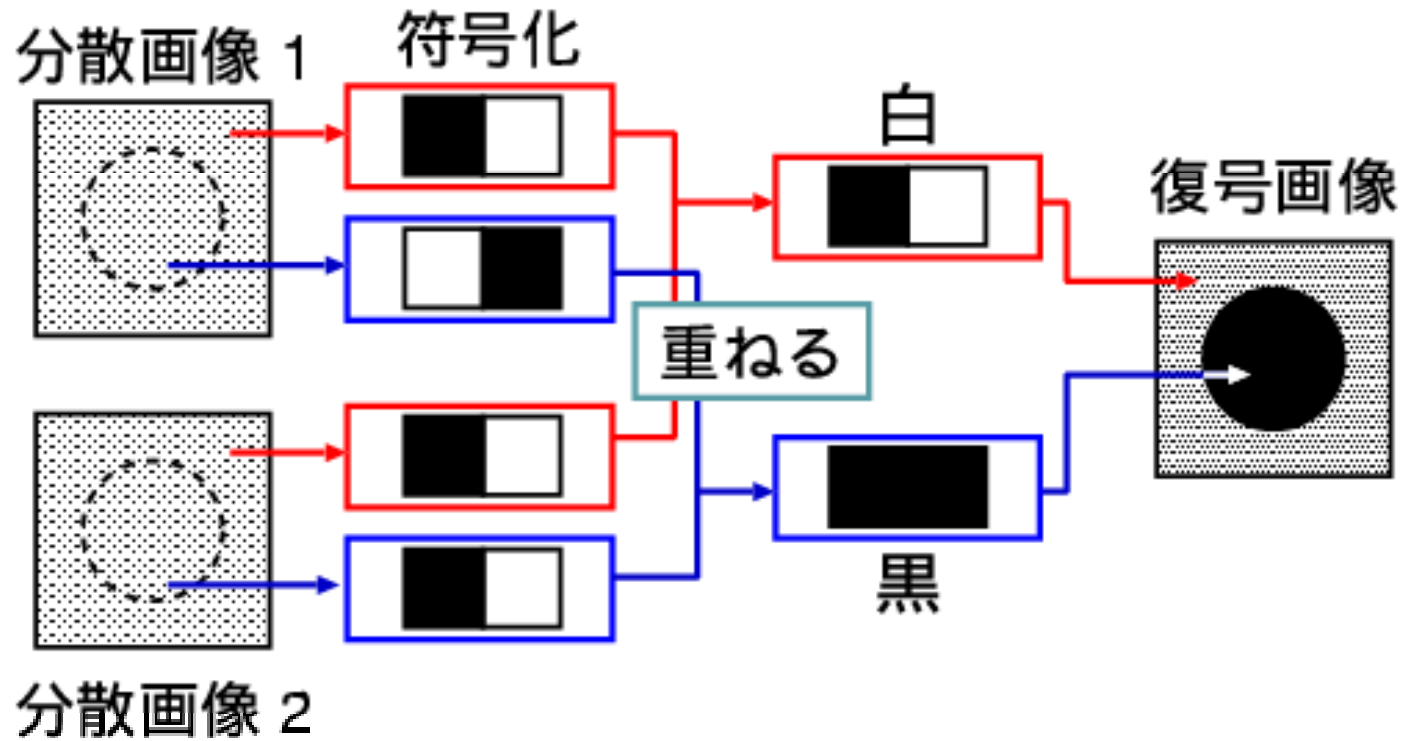 分散画像 1
符号化
白
復号画像
重ねる
黒
分散画像 2